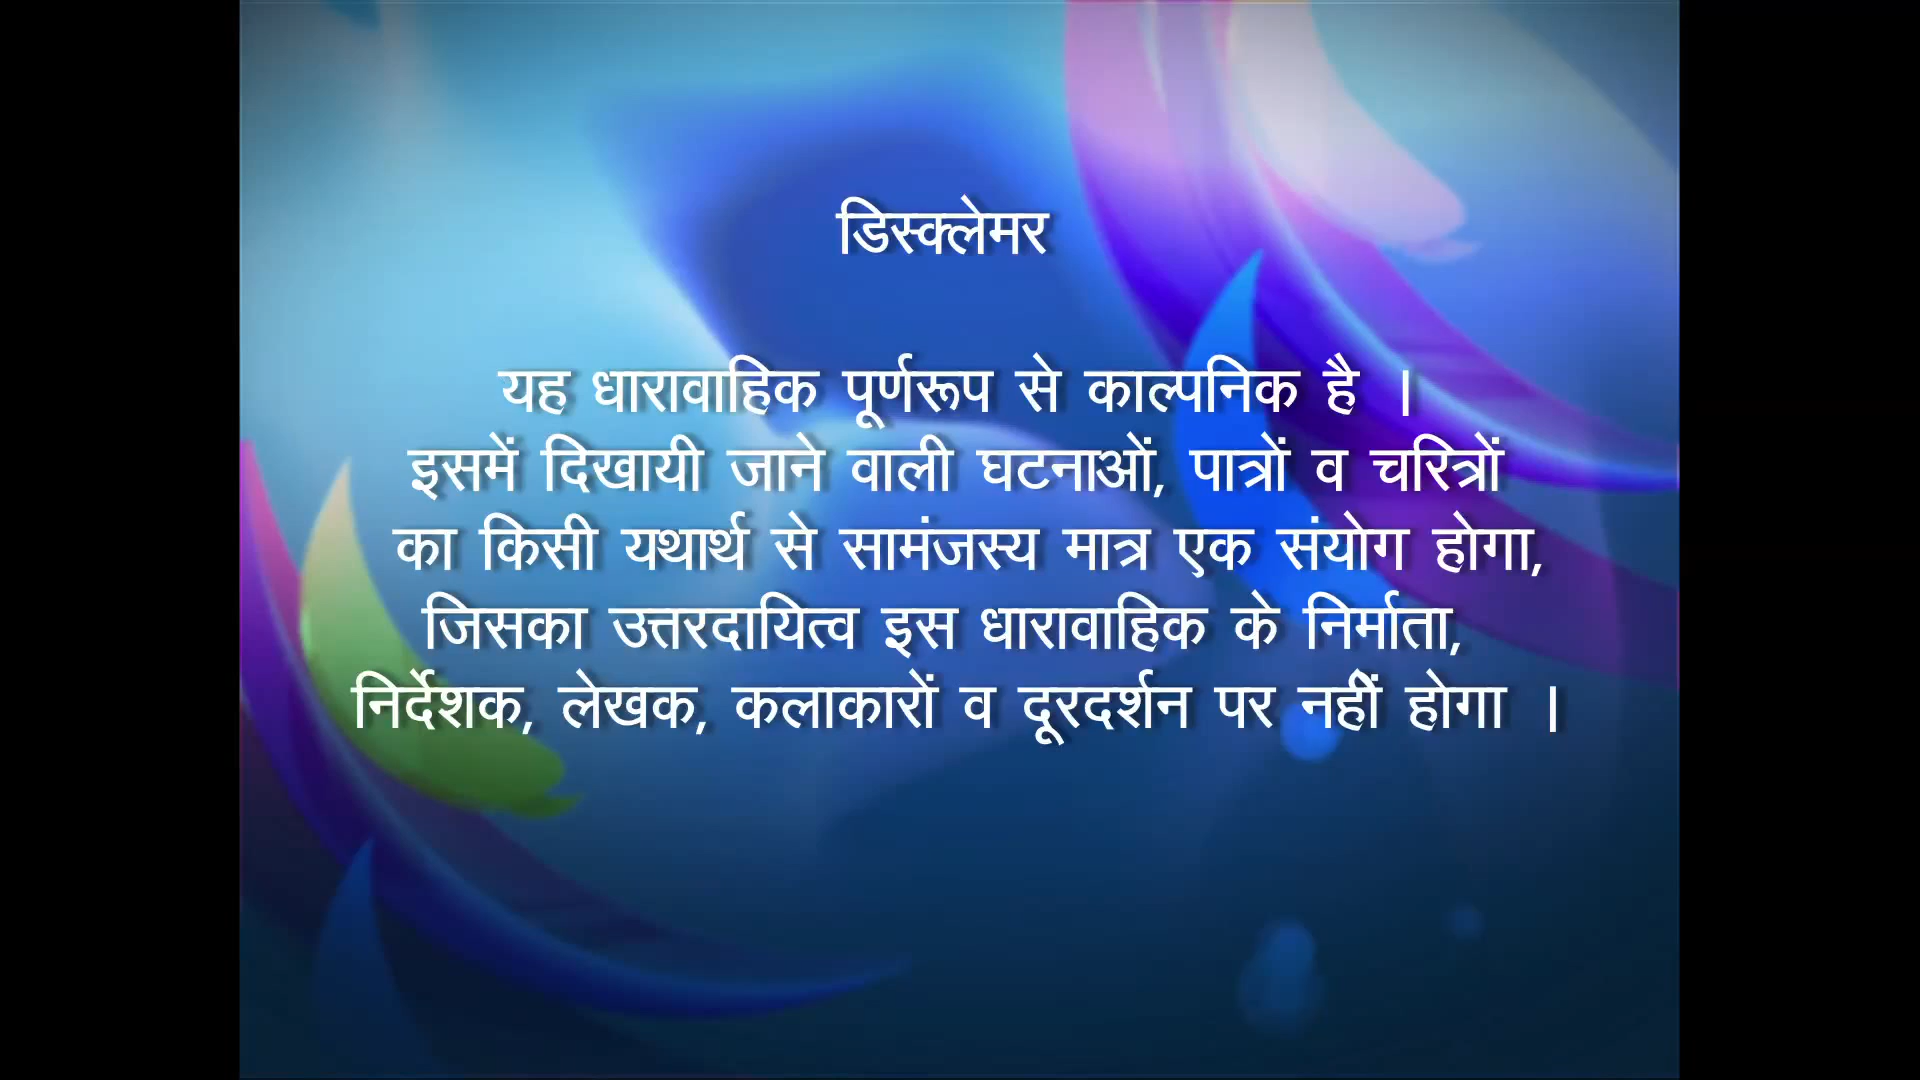 डिस्क्लेमर
यह धारावाहिक पूर्णरूप से काल्पनिक है ।
इसमें दिखायी जाने वाली घटनाओं, पात्रों व चरित्रों
का किसी यथार्थ से सामंजस्य मात्र एक संयोग होगा,
जिसका उत्तरदायित्व इस धारावाहिक के निर्माता,
निर्देशक, लेखक, कलाकारों व दूरदर्शन पर नहीं होगा ।